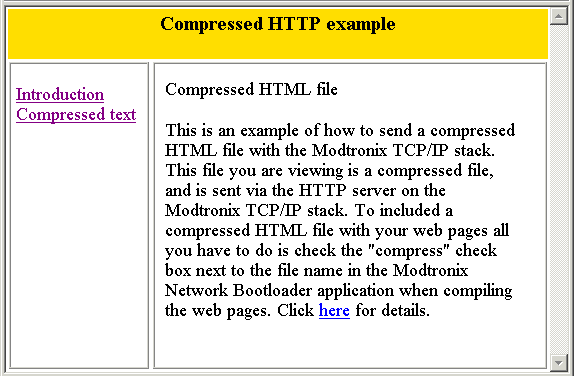 Compressed HTTP example
Introduction
Compressed text
Compressed HTML file
This is an example of how to send a compressed
HTML file with the Modtronix TCP/IP stack.
This file you are viewing is a compressed file,
and is sent via the HTTP server on the
Modtronix TCP/IP stack. To included a
compressed HTML file with your web pages all
you have to do is check the "compress" check
box next to the file name in the Modtronix
Network Bootloader application when compiling
the web pages. Click here for details.